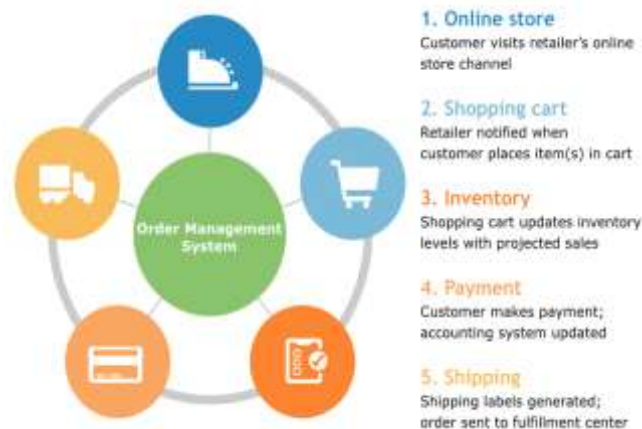 Order Management
System
1. Online store
Customer visits retailer's online
store channel
2. Shopping cart
Retailer notified when
customer places item(s) in cart
3. Inventory
Shopping cart updates inventory
levels with projected sales
4. Payment
Customer makes payment;
accounting system updated
5. Shipping
Shipping labels generated;
order sent to fulfillment center